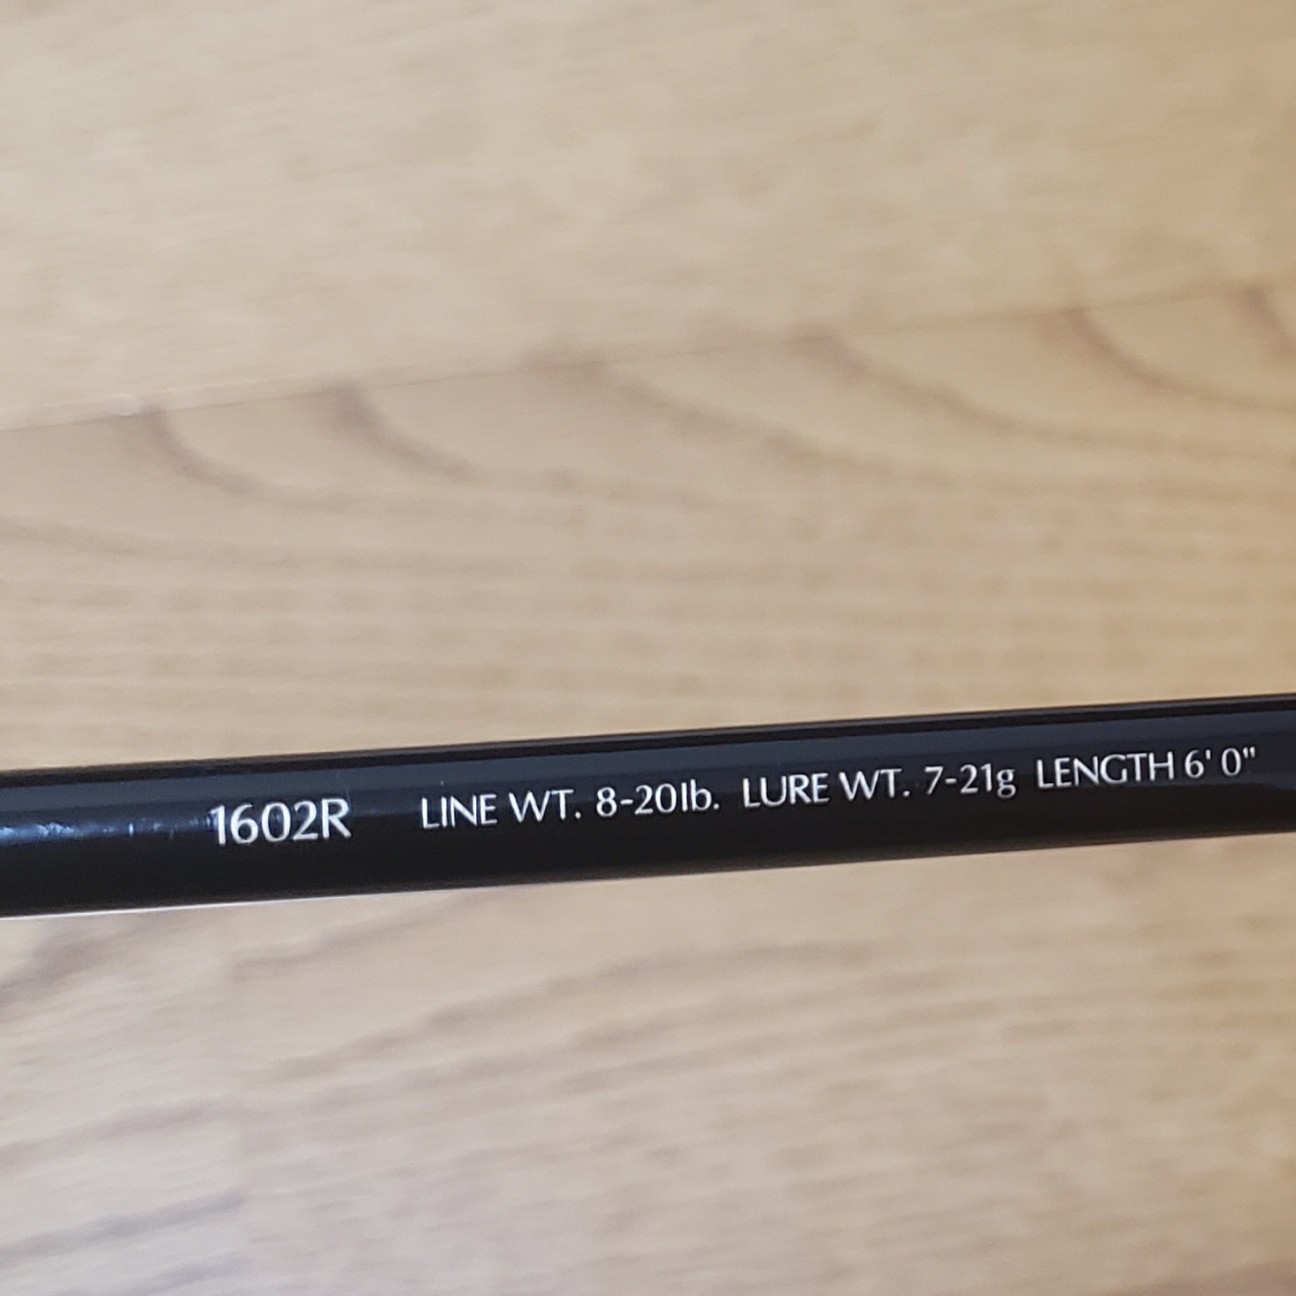 1602R LINE WT. 8-20lb. LURE WT. 7-21g LENGTH 6' 0"